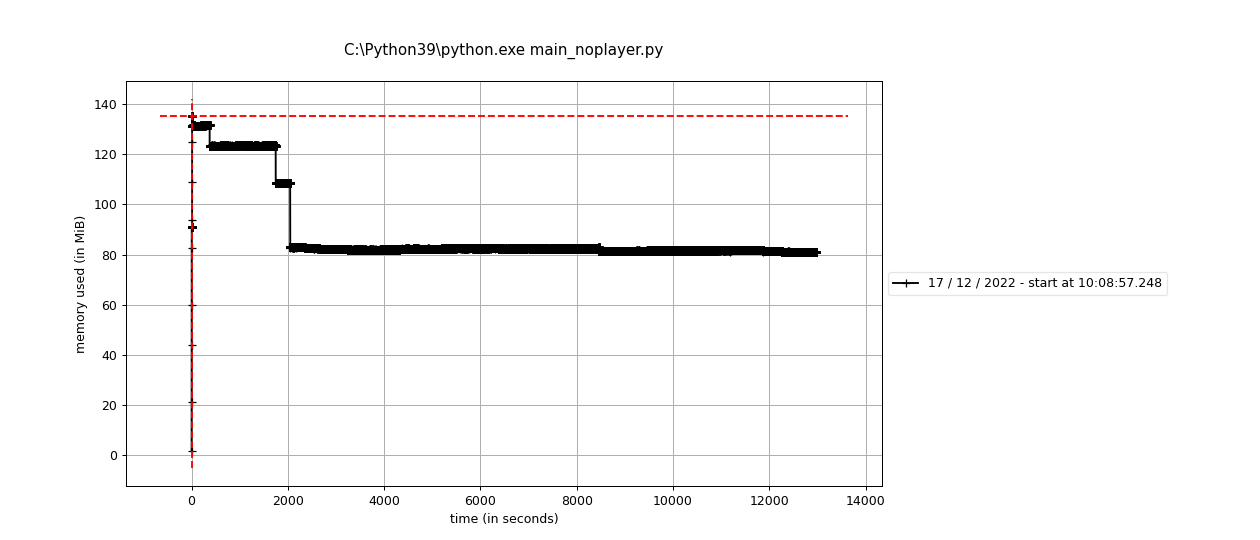 C:\Python39\python.exe main_noplayer.py
140
120
100
80
60
40
20
0
memory used (in MiB)
0 2000 4000 6000 8000 10000 12000 14000
time (in seconds)
17 / 12 / 2022 - start at 10:08:57.248